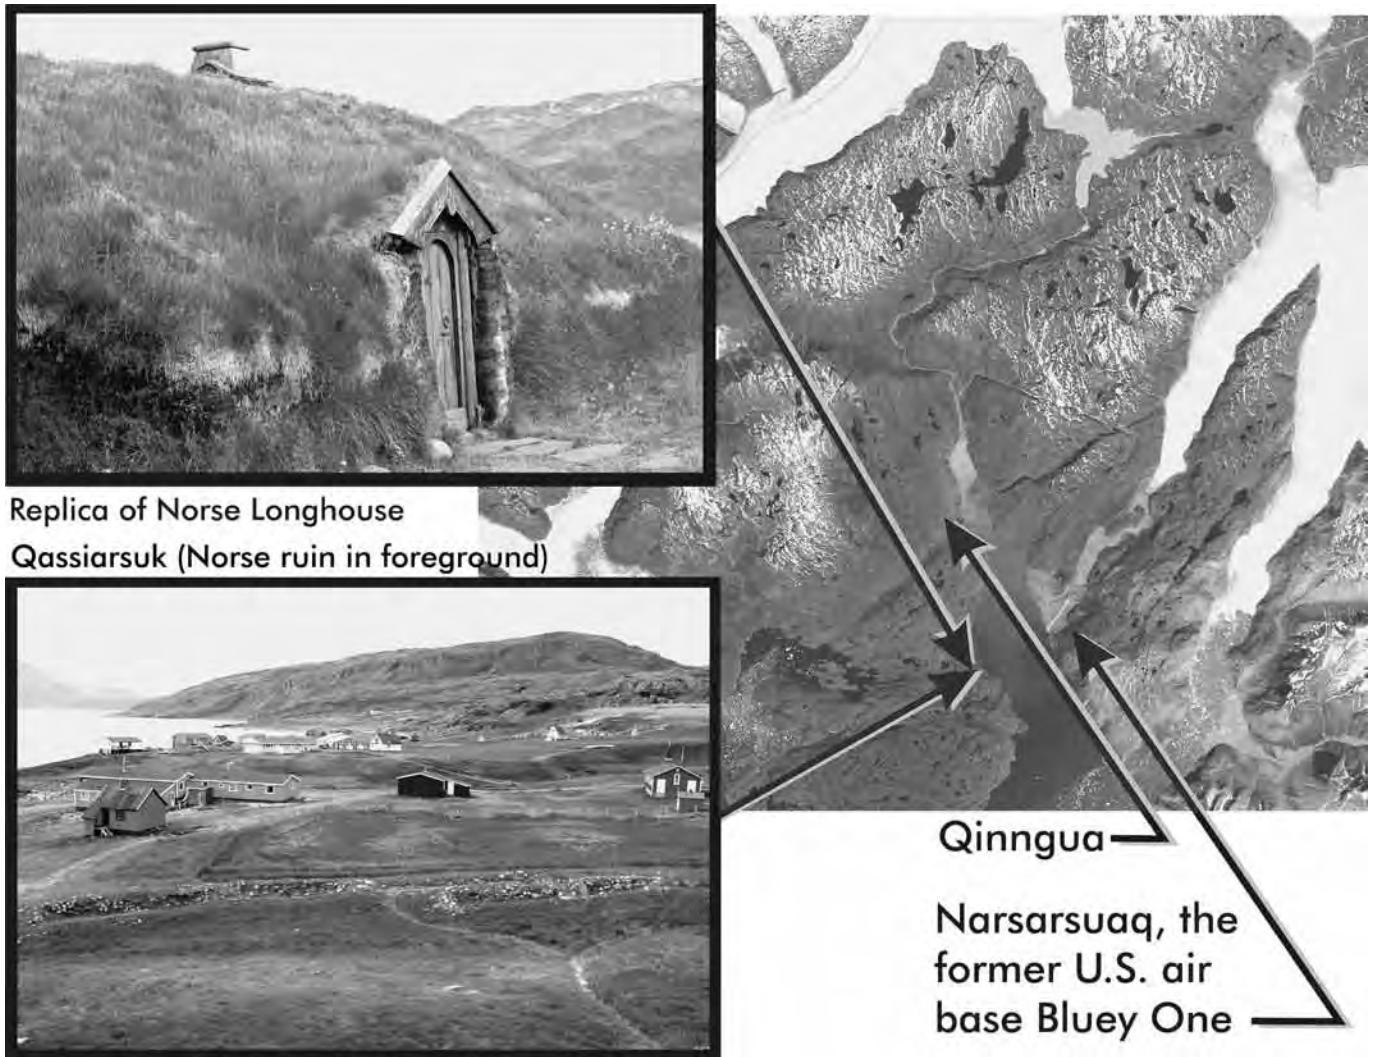 Replica of Norse Longhouse
Qassiarsuk (Norse ruin in foreground)
Qinngua
Narsarsuaq, the
former U.S. air
base Bluey One